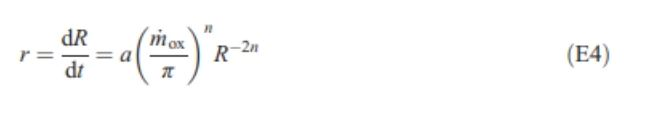 r = dR/dt = a(ṁ_ox/π)^n R^{-2n} (E4)